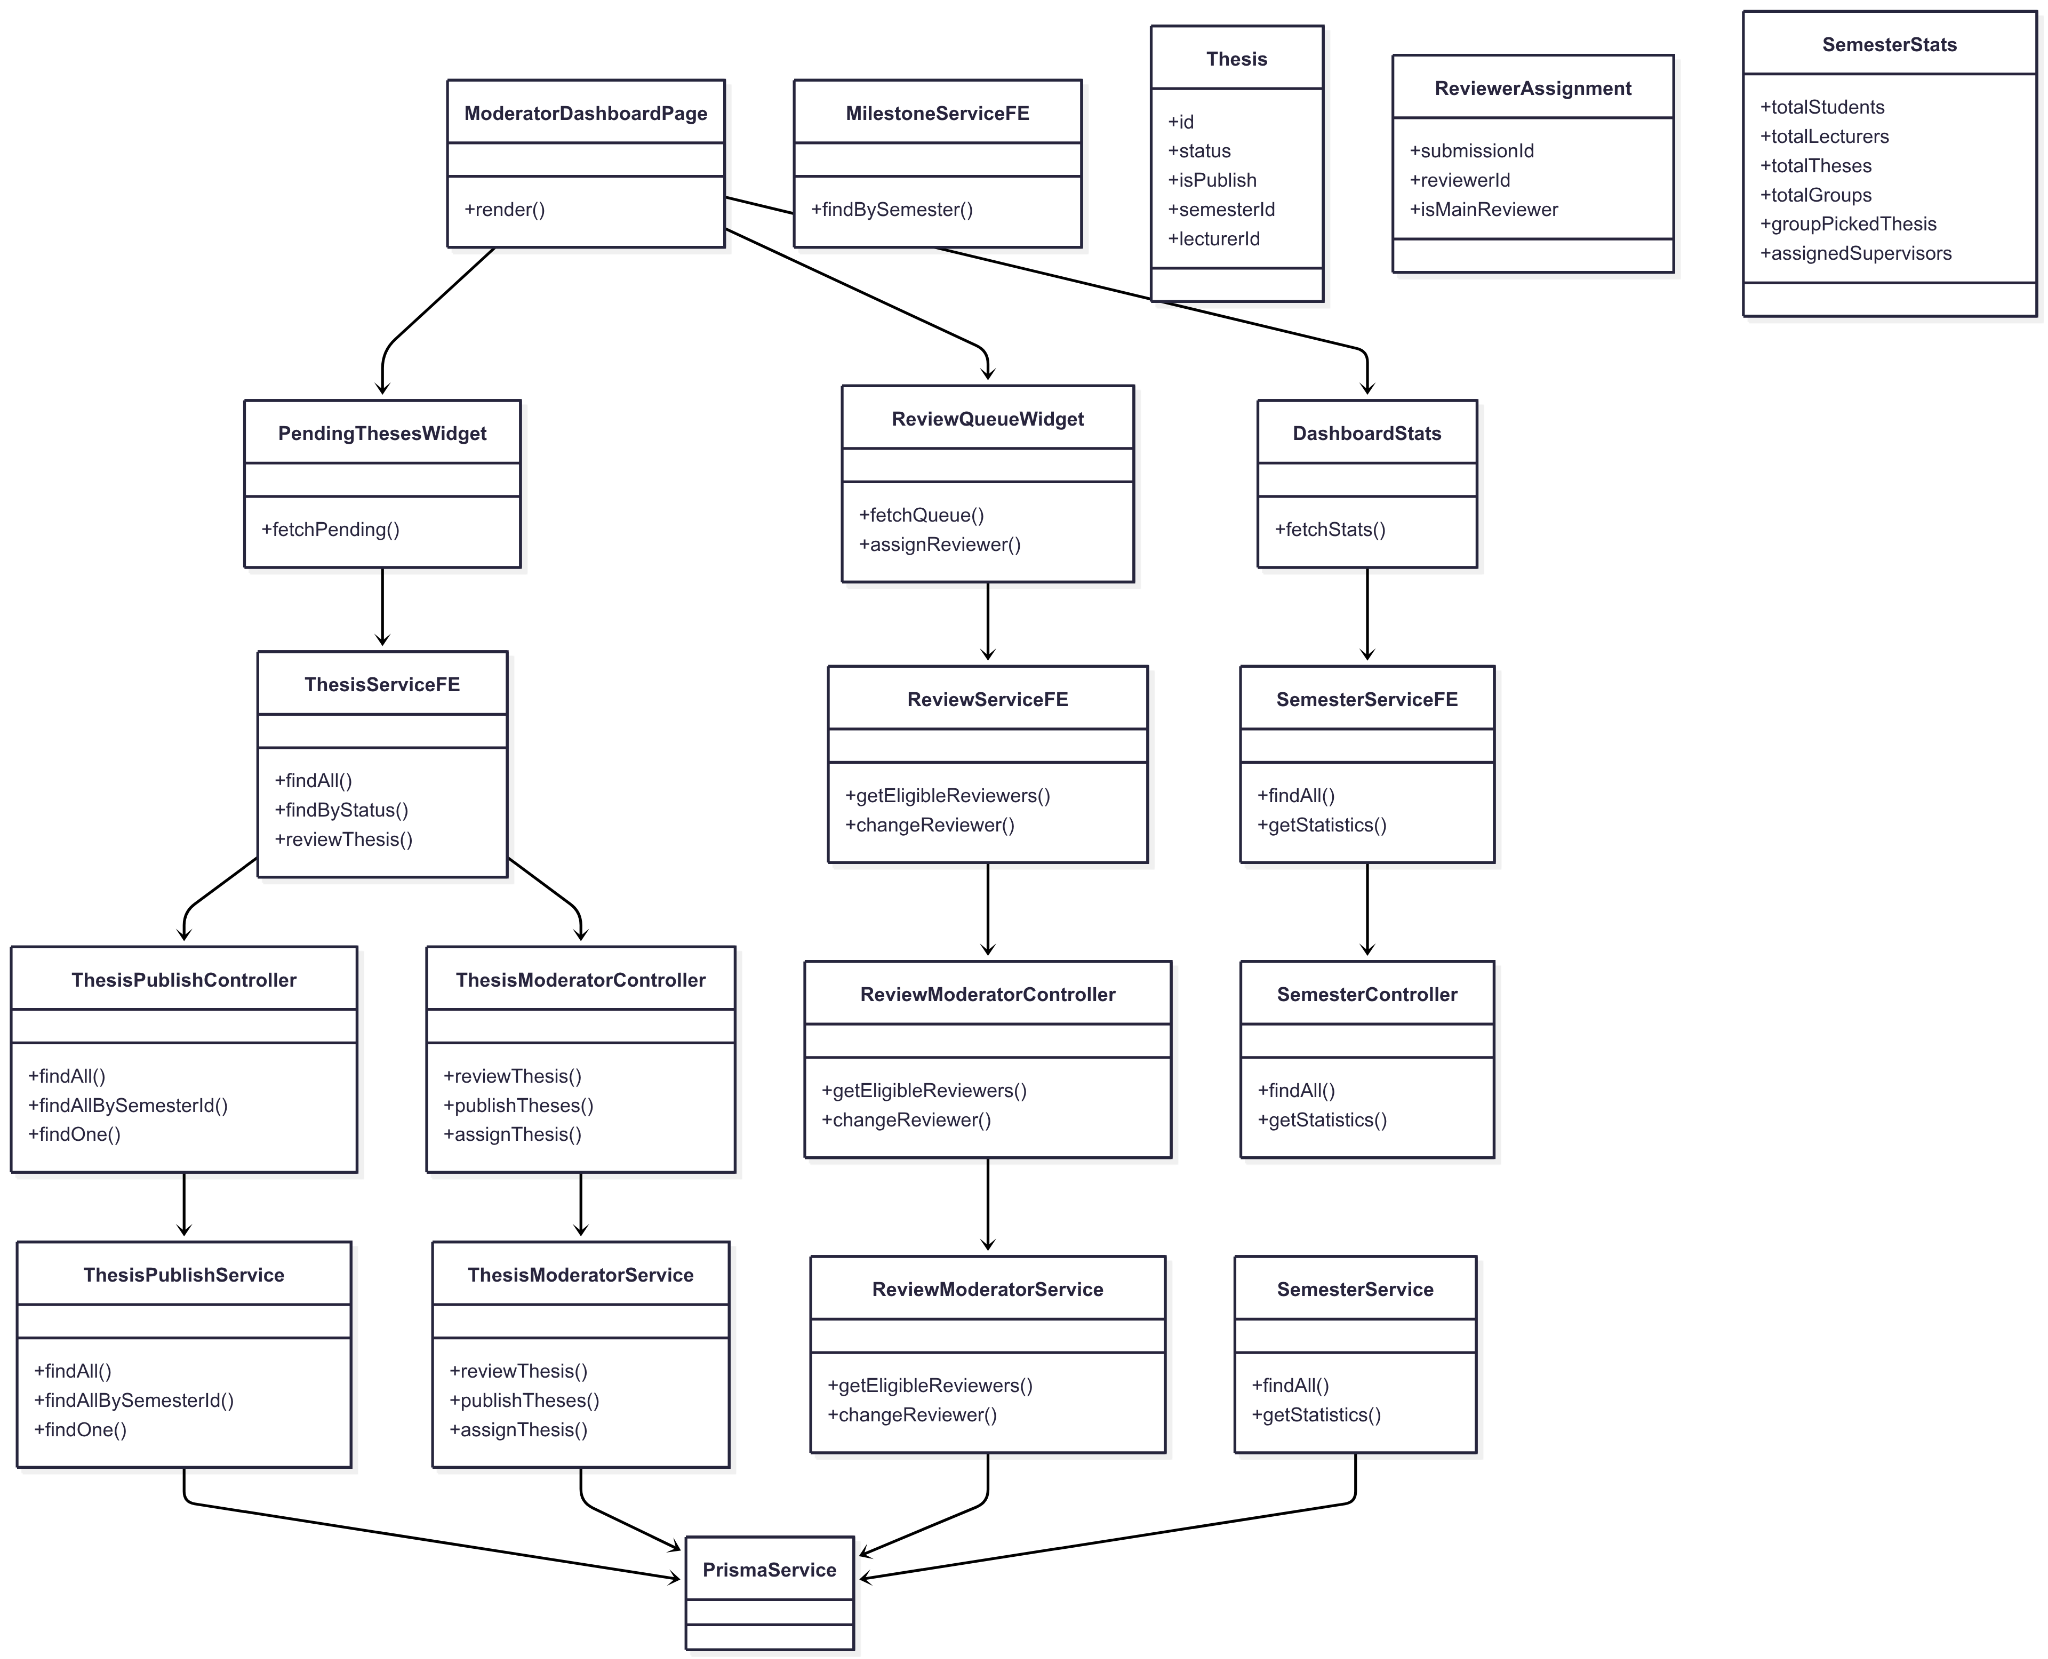 ModeratorDashboardPage
+render()
MilestoneServiceFE
+findBySemester()
Thesis
+id
+status
+isPublish
+semesterId
+lecturerId
ReviewerAssignment
+submissionId
+reviewerId
+isMainReviewer
SemesterStats
+totalStudents
+totalLecturers
+totalTheses
+totalGroups
+groupPickedThesis
+assignedSupervisors
PendingThesesWidget
+fetchPending()
ReviewQueueWidget
+fetchQueue()
+assignReviewer()
DashboardStats
+fetchStats()
ThesisServiceFE
+findAll()
+findByStatus()
+reviewThesis()
ReviewServiceFE
+getEligibleReviewers()
+changeReviewer()
SemesterServiceFE
+findAll()
+getStatistics()
ThesisPublishController
+findAll()
+findAllBySemesterId()
+findOne()
ThesisModeratorController
+reviewThesis()
+publishTheses()
+assignThesis()
ReviewModeratorController
+getEligibleReviewers()
+changeReviewer()
SemesterController
+findAll()
+getStatistics()
ThesisPublishService
+findAll()
+findAllBySemesterId()
+findOne()
ThesisModeratorService
+reviewThesis()
+publishTheses()
+assignThesis()
ReviewModeratorService
+getEligibleReviewers()
+changeReviewer()
SemesterService
+findAll()
+getStatistics()
PrismaService